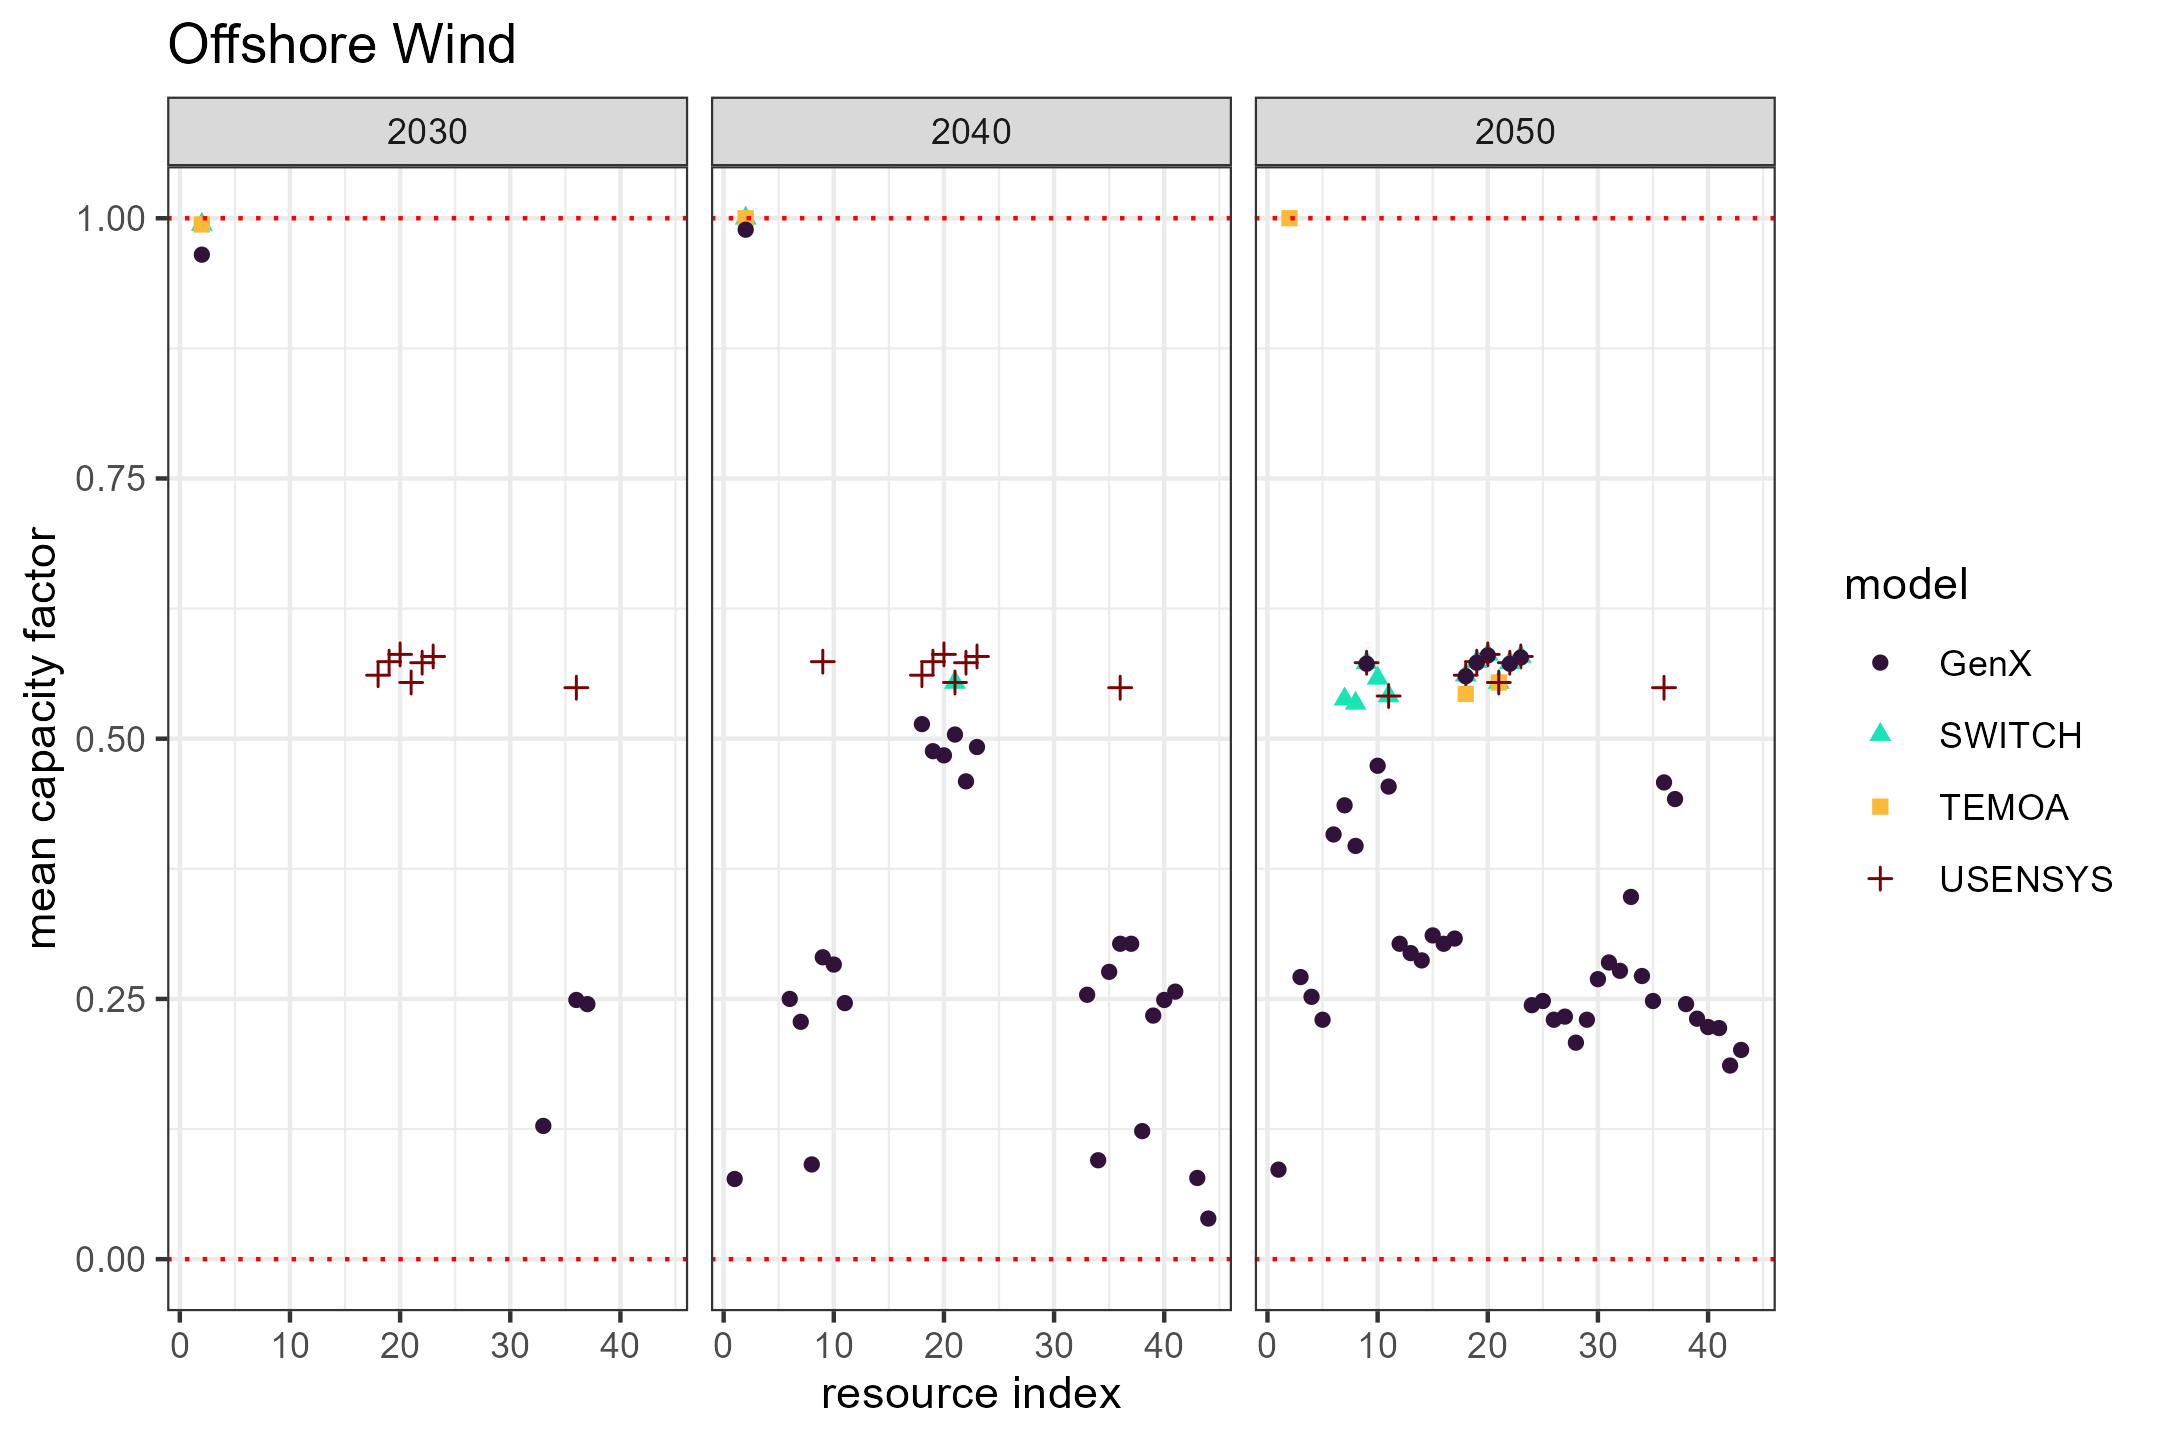 Offshore Wind
2030 2040 2050
1.00
0.75
0.50
0.25
0.00
mean capacity factor
0 10 20 30 40 0 10 20 30 40 0 10 20 30 40
resource index
model
GenX
SWITCH
TEMOA
USENSYS